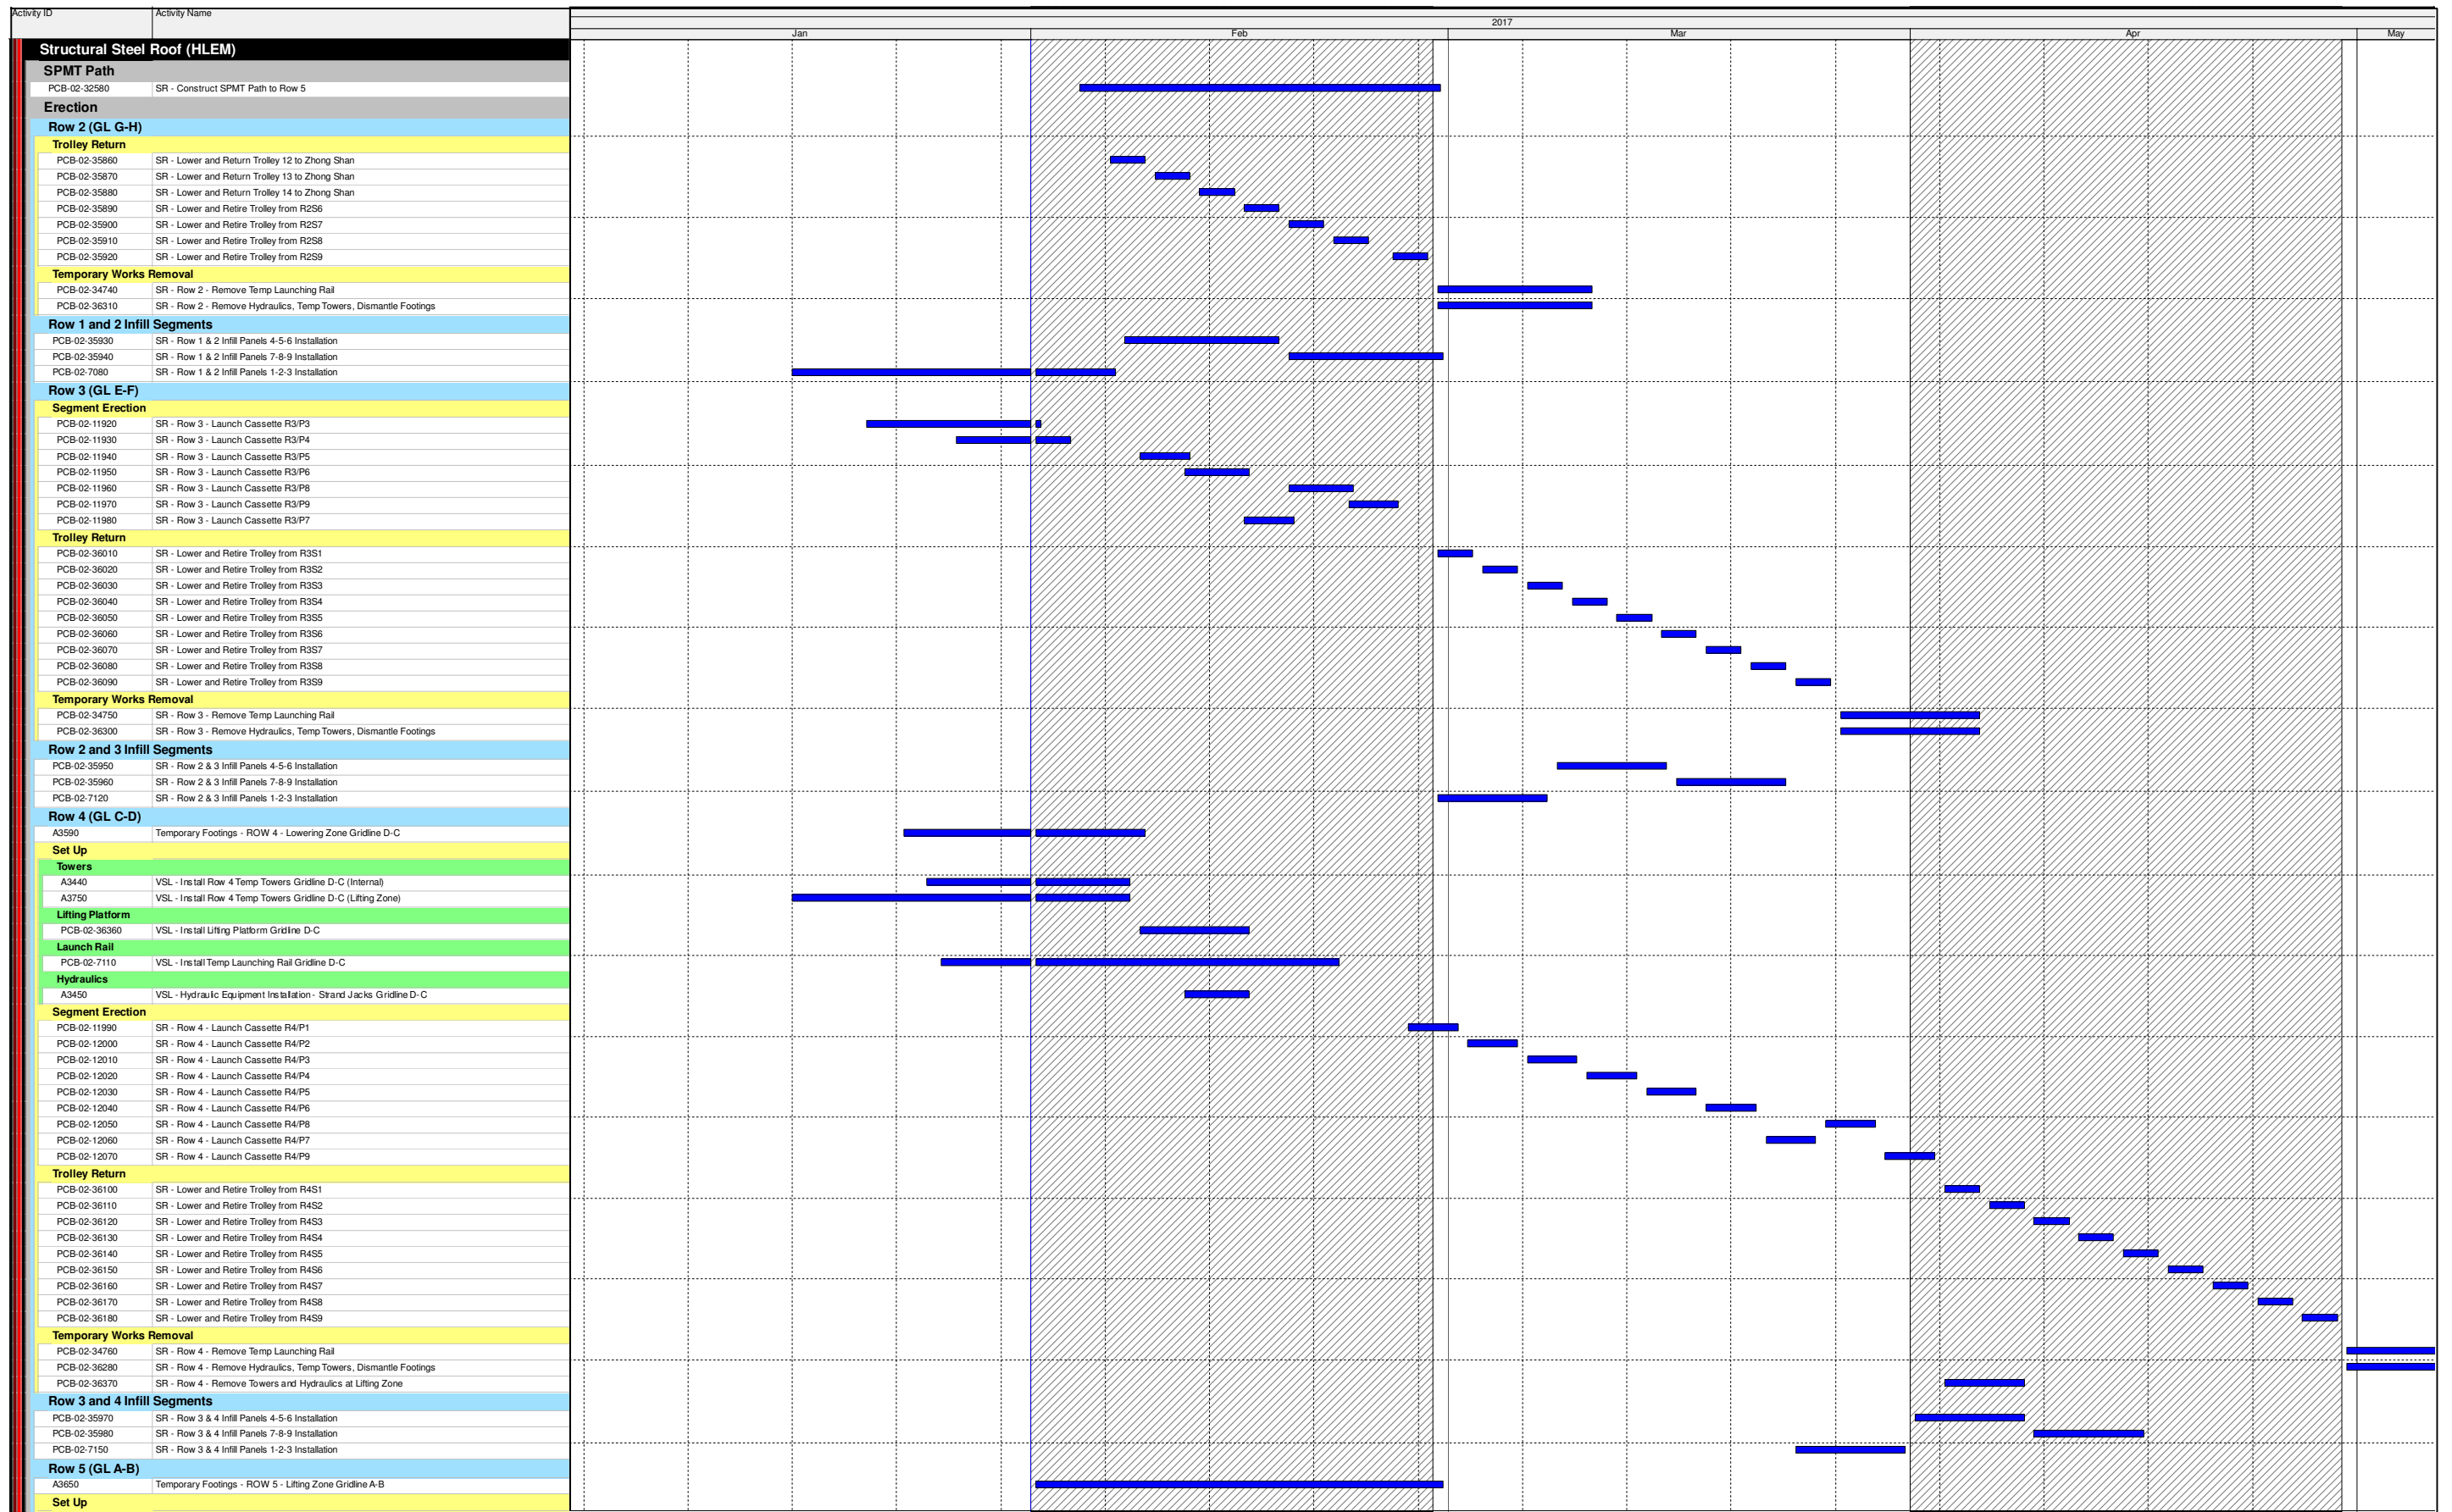 Activity ID Activity Name
2017
Jan Feb Mar Apr May
Structural Steel Roof (HLEM)
SPMT Path
PCB-02-32580 SR - Construct SPMT Path to Row 5
Erection
Row 2 (GL G-H)
Trolley Return
PCB-02-35860 SR - Lower and Return Trolley 12 to Zhong Shan
PCB-02-35870 SR - Lower and Return Trolley 13 to Zhong Shan
PCB-02-35880 SR - Lower and Return Trolley 14 to Zhong Shan
PCB-02-35890 SR - Lower and Retire Trolley from R2S6
PCB-02-35900 SR - Lower and Retire Trolley from R2S7
PCB-02-35910 SR - Lower and Retire Trolley from R2S8
PCB-02-35920 SR - Lower and Retire Trolley from R2S9
Temporary Works Removal
PCB-02-34740 SR - Row 2 - Remove Temp Launching Rail
PCB-02-36310 SR - Row 2 - Remove Hydraulics, Temp Towers, Dismantle Footings
Row 1 and 2 Infill Segments
PCB-02-35930 SR - Row 1 & 2 Infill Panels 4-5-6 Installation
PCB-02-35940 SR - Row 1 & 2 Infill Panels 7-8-9 Installation
PCB-02-7080 SR - Row 1 & 2 Infill Panels 1-2-3 Installation
Row 3 (GL E-F)
Segment Erection
PCB-02-11920 SR - Row 3 - Launch Cassette R3/P3
PCB-02-11930 SR - Row 3 - Launch Cassette R3/P4
PCB-02-11940 SR - Row 3 - Launch Cassette R3/P5
PCB-02-11950 SR - Row 3 - Launch Cassette R3/P6
PCB-02-11960 SR - Row 3 - Launch Cassette R3/P8
PCB-02-11970 SR - Row 3 - Launch Cassette R3/P9
PCB-02-11980 SR - Row 3 - Launch Cassette R3/P7
Trolley Return
PCB-02-36010 SR - Lower and Retire Trolley from R3S1
PCB-02-36020 SR - Lower and Retire Trolley from R3S2
PCB-02-36030 SR - Lower and Retire Trolley from R3S3
PCB-02-36040 SR - Lower and Retire Trolley from R3S4
PCB-02-36050 SR - Lower and Retire Trolley from R3S5
PCB-02-36060 SR - Lower and Retire Trolley from R3S6
PCB-02-36070 SR - Lower and Retire Trolley from R3S7
PCB-02-36080 SR - Lower and Retire Trolley from R3S8
PCB-02-36090 SR - Lower and Retire Trolley from R3S9
Temporary Works Removal
PCB-02-34750 SR - Row 3 - Remove Temp Launching Rail
PCB-02-36300 SR - Row 3 - Remove Hydraulics, Temp Towers, Dismantle Footings
Row 2 and 3 Infill Segments
PCB-02-35950 SR - Row 2 & 3 Infill Panels 4-5-6 Installation
PCB-02-35960 SR - Row 2 & 3 Infill Panels 7-8-9 Installation
PCB-02-7120 SR - Row 2 & 3 Infill Panels 1-2-3 Installation
Row 4 (GL C-D)
A3590 Temporary Footings - ROW 4 - Lowering Zone Gridline D-C
Set Up
Towers
A3440 VSL - Install Row 4 Temp Towers Gridline D-C (Internal)
A3750 VSL - Install Row 4 Temp Towers Gridline D-C (Lifting Zone)
Lifting Platform
PCB-02-36360 VSL - Install Lifting Platform Gridline D-C
Launch Rail
PCB-02-7110 VSL - Install Temp Launching Rail Gridline D-C
Hydraulics
A3450 VSL - Hydraulic Equipment Installation - Strand Jacks Gridline D-C
Segment Erection
PCB-02-11990 SR - Row 4 - Launch Cassette R4/P1
PCB-02-12000 SR - Row 4 - Launch Cassette R4/P2
PCB-02-12010 SR - Row 4 - Launch Cassette R4/P3
PCB-02-12020 SR - Row 4 - Launch Cassette R4/P4
PCB-02-12030 SR - Row 4 - Launch Cassette R4/P5
PCB-02-12040 SR - Row 4 - Launch Cassette R4/P6
PCB-02-12050 SR - Row 4 - Launch Cassette R4/P8
PCB-02-12060 SR - Row 4 - Launch Cassette R4/P7
PCB-02-12070 SR - Row 4 - Launch Cassette R4/P9
Trolley Return
PCB-02-36100 SR - Lower and Retire Trolley from R4S1
PCB-02-36110 SR - Lower and Retire Trolley from R4S2
PCB-02-36120 SR - Lower and Retire Trolley from R4S3
PCB-02-36130 SR - Lower and Retire Trolley from R4S4
PCB-02-36140 SR - Lower and Retire Trolley from R4S5
PCB-02-36150 SR - Lower and Retire Trolley from R4S6
PCB-02-36160 SR - Lower and Retire Trolley from R4S7
PCB-02-36170 SR - Lower and Retire Trolley from R4S8
PCB-02-36180 SR - Lower and Retire Trolley from R4S9
Temporary Works Removal
PCB-02-34760 SR - Row 4 - Remove Temp Launching Rail
PCB-02-36280 SR - Row 4 - Remove Hydraulics, Temp Towers, Dismantle Footings
PCB-02-36370 SR - Row 4 - Remove Towers and Hydraulics at Lifting Zone
Row 3 and 4 Infill Segments
PCB-02-35970 SR - Row 3 & 4 Infill Panels 4-5-6 Installation
PCB-02-35980 SR - Row 3 & 4 Infill Panels 7-8-9 Installation
PCB-02-7150 SR - Row 3 & 4 Infill Panels 1-2-3 Installation
Row 5 (GL A-B)
A3650 Temporary Footings - ROW 5 - Lifting Zone Gridline A-B
Set Up